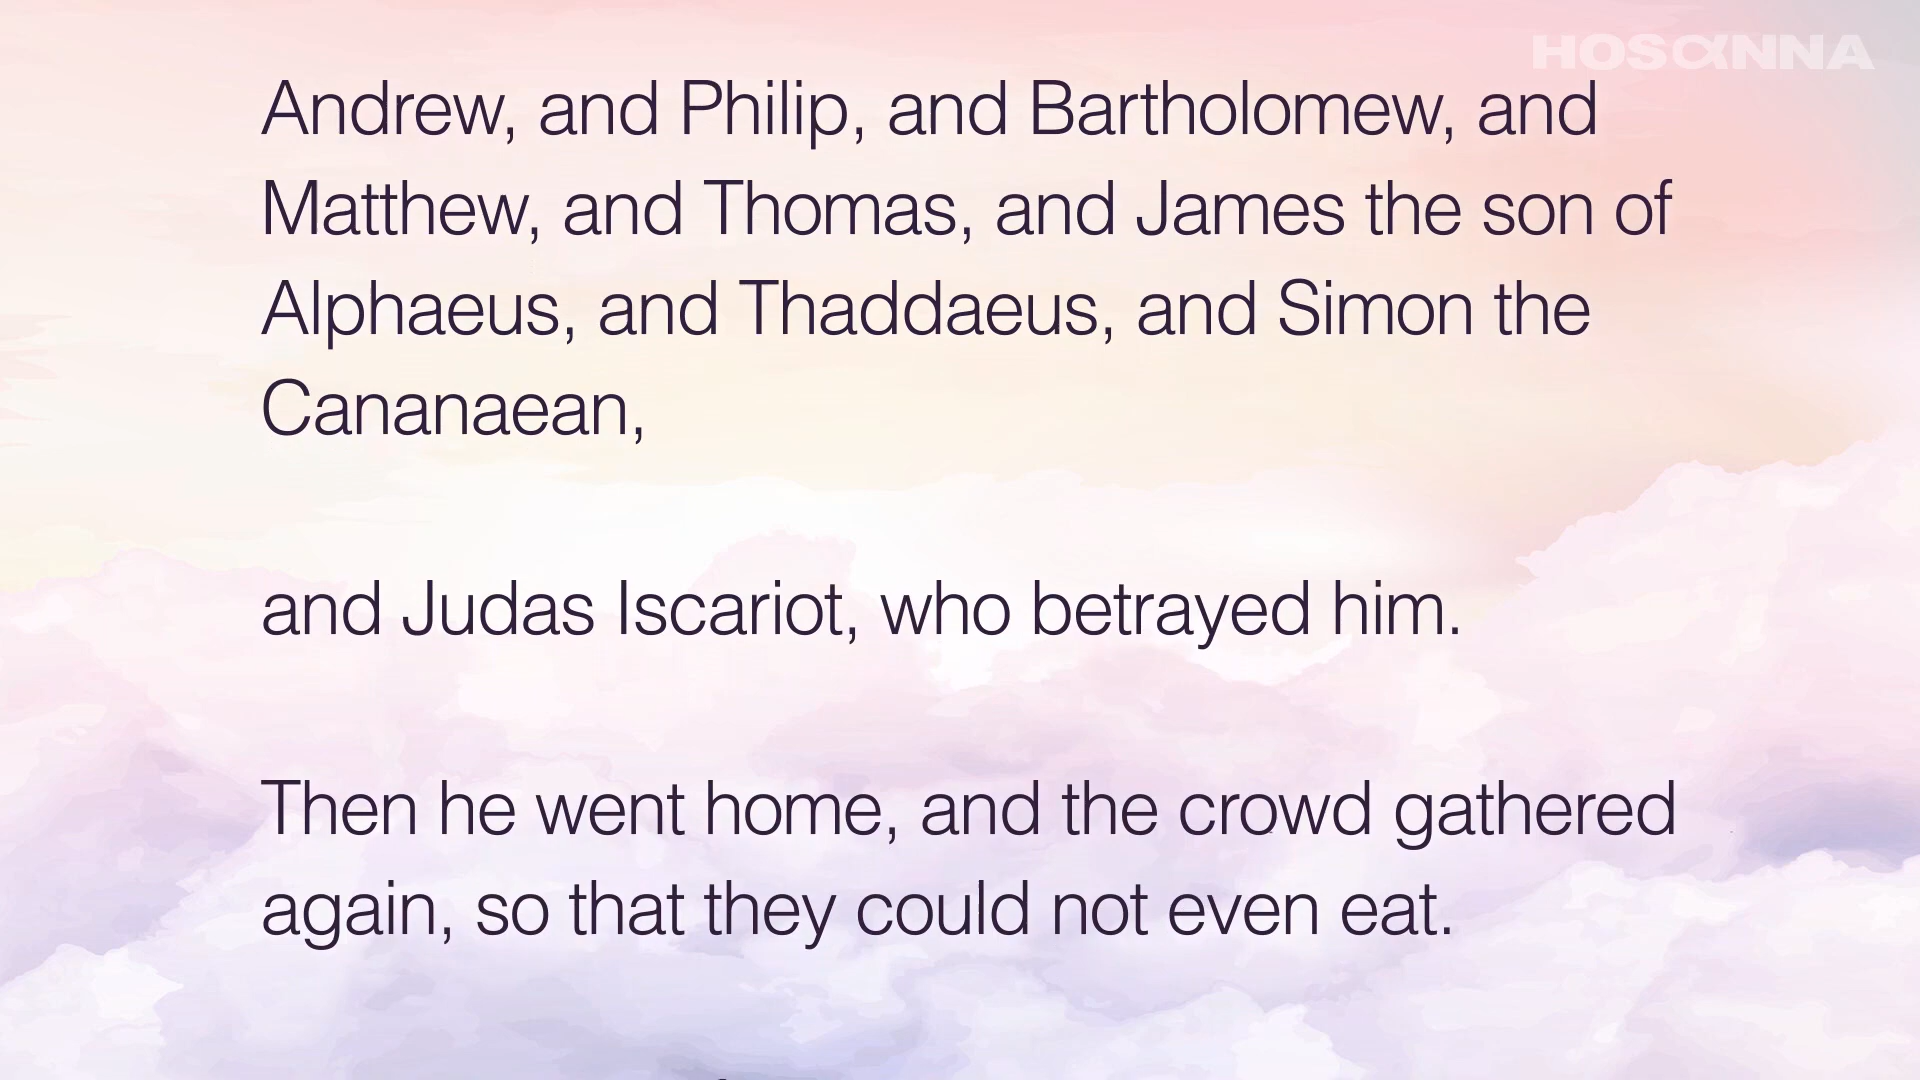 HOSANNA
Andrew, and Philip, and Bartholomew, and
Matthew, and Thomas, and James the son of
Alphaeus, and Thaddaeus, and Simon the
Cananaean,
and Judas Iscariot, who betrayed him.
Then he went home, and the crowd gathered
again, so that they could not even eat.